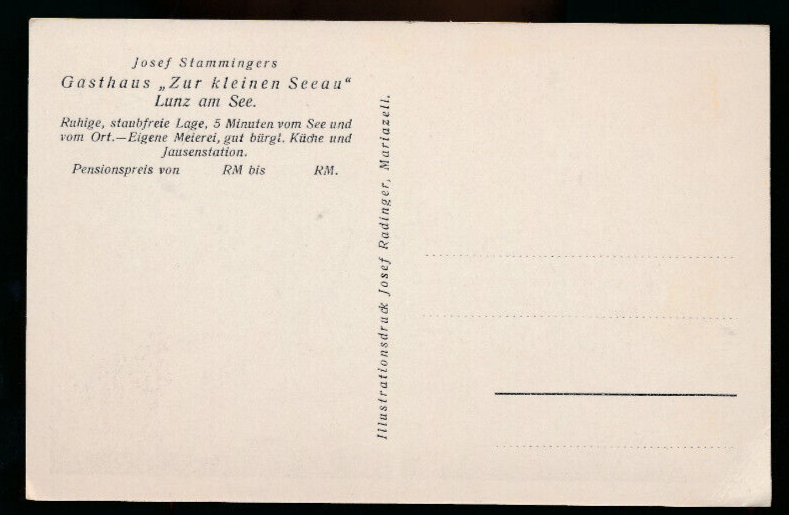 Josef Stammingers
Gasthaus „Zur kleinen Seeau“
Lunz am See.
Ruhige, staubfreie Lage, 5 Minuten vom See und
vom Ort.—Eigene Meierei, gut bürgl. Küche und
Jausenstation.
Pensionspreis von RM bis RM.
Illustrationsdruck Josef Radinger, Mariazell.